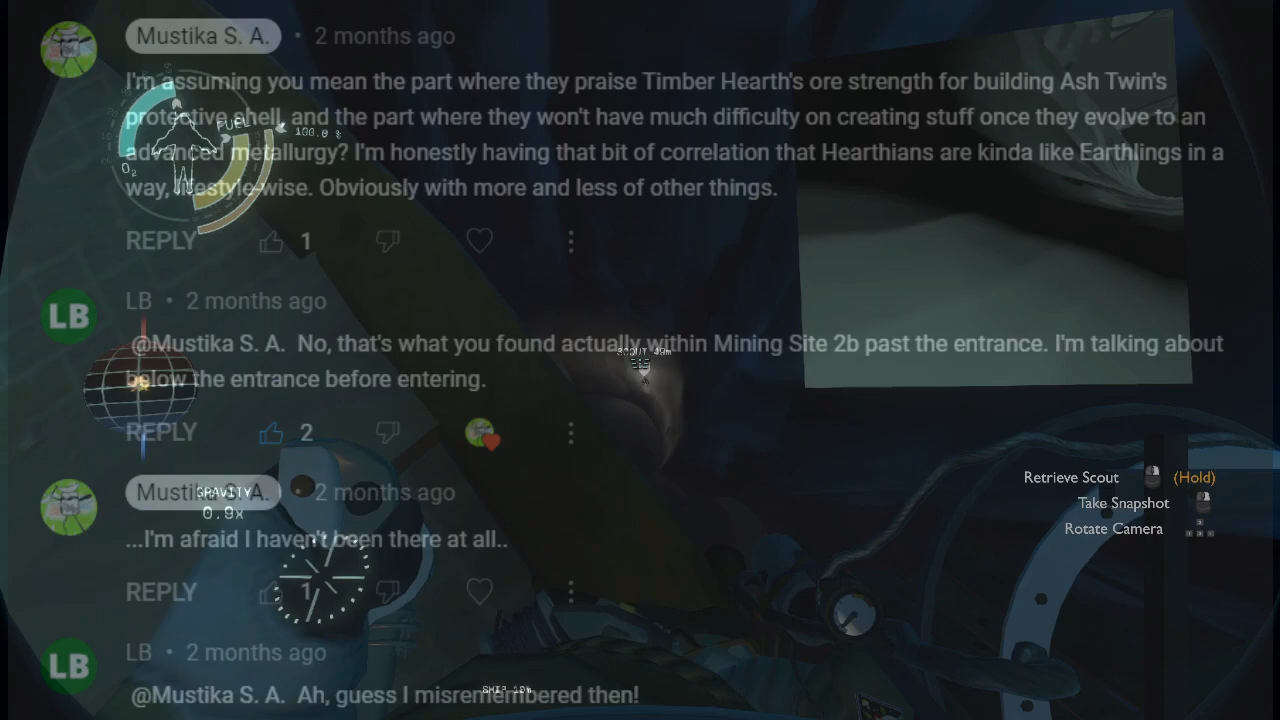 Mustika S. A. • 2 months ago
I'm assuming you mean the part where they praise Timber Hearth's ore strength for building Ash Twin's
protective shell, and the part where they won't have much difficulty on creating stuff once they evolve to an
advanced metallurgy? I'm honestly having that bit of correlation that Hearthians are kinda like Earthlings in a
way, lifestyle-wise. Obviously with more and less of other things.
FUEL
100.0 %
O2
REPLY 1
LB LB • 2 months ago
@Mustika S. A. No, that's what you found actually within Mining Site 2b past the entrance. I'm talking about
SCOUT 49m
below the entrance before entering.
REPLY 2
Retrieve Scout (Hold)
Mustika S. A. • 2 months ago
GRAVITY
0.9x
Take Snapshot
Rotate Camera
...I'm afraid I haven't been there at all..
REPLY 1
LB LB • 2 months ago
@Mustika S. A. Ah, guess I misremembered then!